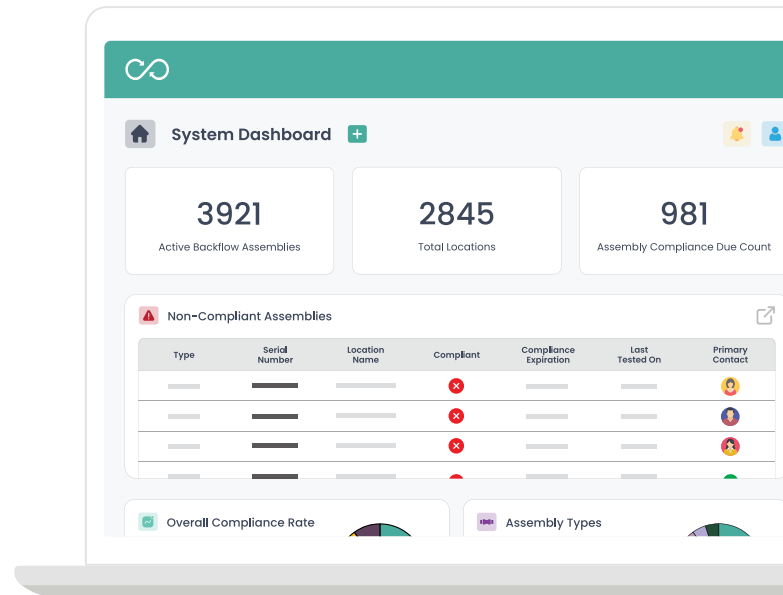 System Dashboard
3921
Active Backflow Assemblies
2845
Total Locations
981
Assembly Compliance Due Count
Non-Compliant Assemblies
Type
Serial
Number
Location
Name
Compliant
Compliance
Expiration
Last
Tested On
Primary
Contact
Overall Compliance Rate
Assembly Types